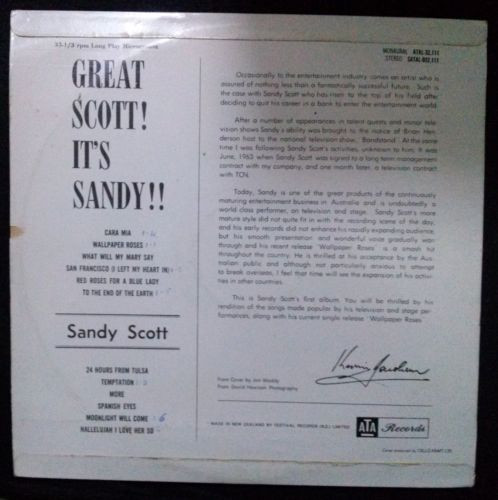 33-1/3 rpm Long Play Microgroove
MONAURAL ATAL-32,111
STEREO SATAL-932,111
GREAT
SCOTT!
IT'S
SANDY!!
CARA MIA
WALLPAPER ROSES
WHAT WILL MY MARY SAY
SAN FRANCISCO (I LEFT MY HEART IN)
RED ROSES FOR A BLUE LADY
TO THE END OF THE EARTH
Sandy Scott
24 HOURS FROM TULSA
TEMPTATION
MORE
SPANISH EYES
MOONLIGHT WILL COME
HALLELUJAH I LOVE HER SO
Occasionally to the entertainment industry comes an artist who is
assured of nothing less than a fantastically successful future. Such is
the case with Sandy Scott who has risen to the top of his field after
deciding to quit his career in a bank to enter the entertainment world.
After a number of appearances in talent quests and minor tele
vision shows Sandy's ability was brought to the notice of Brian Hen
derson host to the national television show, Bandstand. At the same
time I was following Sandy Scott's activities, unknown to him. It was
June, 1963 when Sandy Scott was signed to a long term management
contract with my company, and one month later, a television contract
with TCN.
Today, Sandy is one of the great products of the continuously
maturing entertainment business in Australia and is undoubtedly a
world class performer, on television and stage. Sandy Scott's more
mature style did not quite fit in with the recording scene of the day,
and his early records did not enhance his rapidly expanding audience,
but his smooth presentation and wonderful voice gradually won
through and his recent release 'Wallpaper Roses' is a smash hit
throughout the country. He is thrilled at his acceptance by the Aus
tralian public and although not particularly anxious to attempt
to break overseas, I feel that time will see the expansion of his activi-
ties in other countries.
This is Sandy Scott's first album. You will be thrilled by his
rendition of the songs made popular by his television and stage per-
formances, along with his current single release 'Wallpaper Roses'
Front Cover by Jon Waddy
from David Hewison Photography
MADE IN NEW ZEALAND BY FESTIVAL RECORDS (N.Z.) LIMITED
ATA
Records